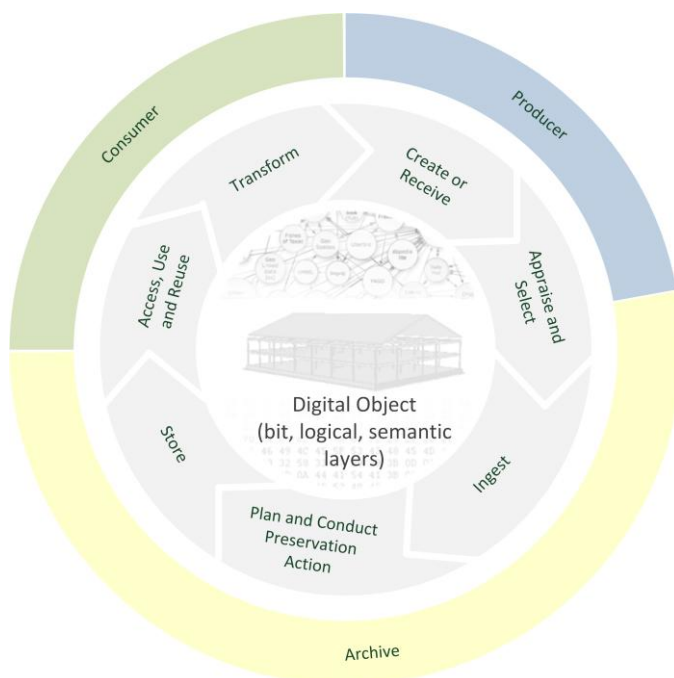 Consumer
Producer
Transform
Create or
Receive
Access, Use
and Reuse
Appraise and
Select
Digital Object
(bit, logical, semantic
layers)
Store
Ingest
Plan and Conduct
Preservation
Action
Archive